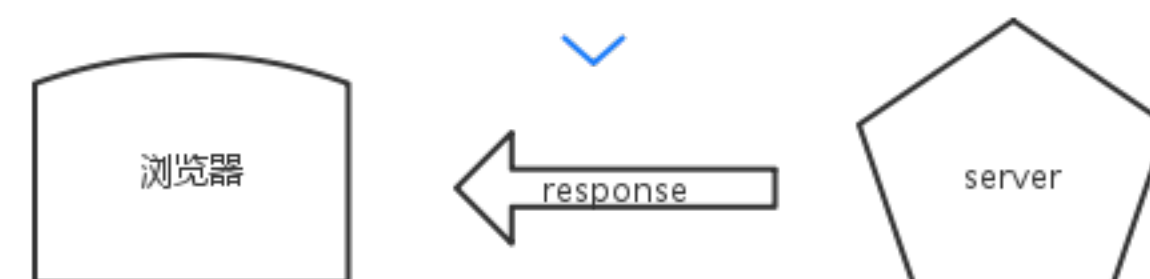 浏览器
response
server